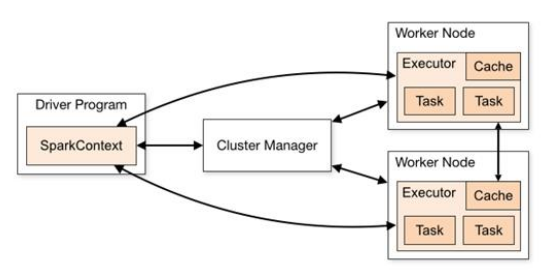 Driver Program
SparkContext
Cluster Manager
Worker Node
Executor
Cache
Task Task
Worker Node
Executor
Cache
Task Task